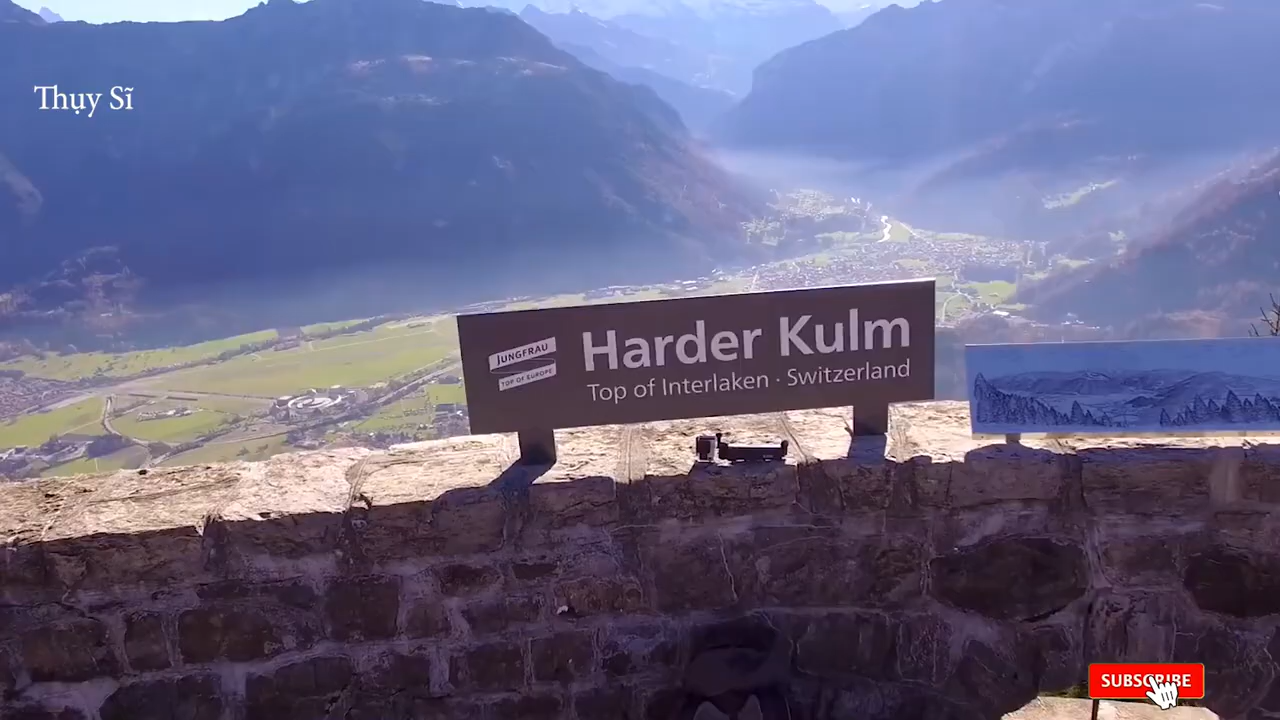 Thụy Sĩ
JUNGFRAU
TOP OF EUROPE
Harder Kulm
Top of Interlaken · Switzerland
SUBSCRIBE